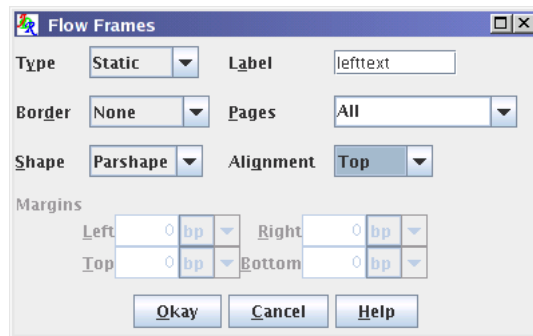 Flow Frames
Type Static Label lefttext
Border None Pages All
Shape Parshape Alignment Top
Margins
Left 0 bp Right 0 bp
Top 0 bp Bottom 0 bp
Okay Cancel Help